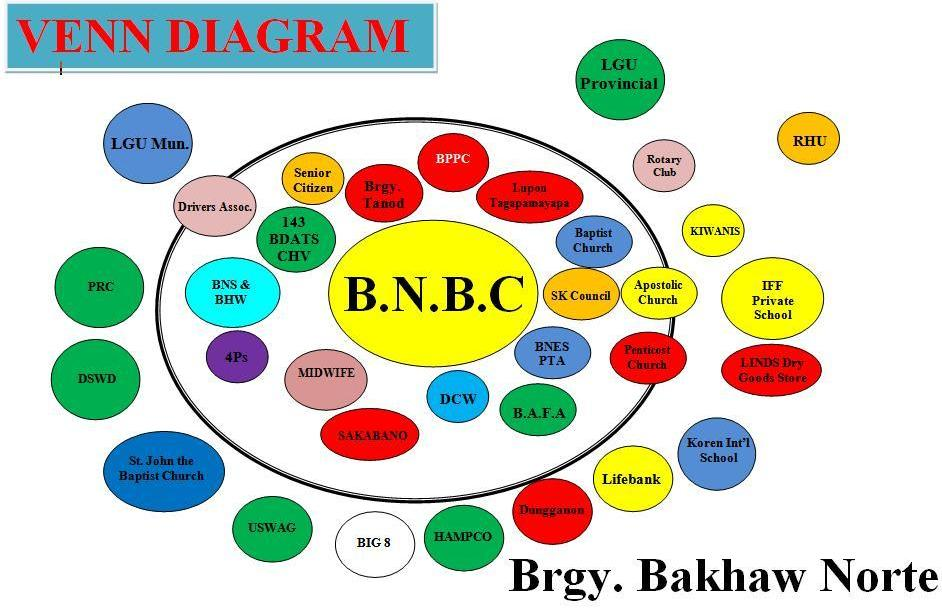 VENN DIAGRAM
LGU
Provincial
LGU Mun.
RHU
Rotary
Club
BPPC
Senior
Citizen
Brgy.
Tanod
Lupon
Tagapamayapa
Drivers Assoc.
143
BDATS
CHV
Baptist
Church
KIWANIS
PRC
BNS &
BHW
B.N.B.C
SK Council
Apostolic
Church
IFF
Private
School
4Ps
MIDWIFE
BNES
PTA
Penticost
Church
LINDS Dry
Goods Store
DSWD
DCW
B.A.F.A
SAKABANO
Koren Int'l
School
St. John the
Baptist Church
Lifebank
Dungganon
USWAG
BIG 8
HAMPCO
Brgy. Bakhaw Norte